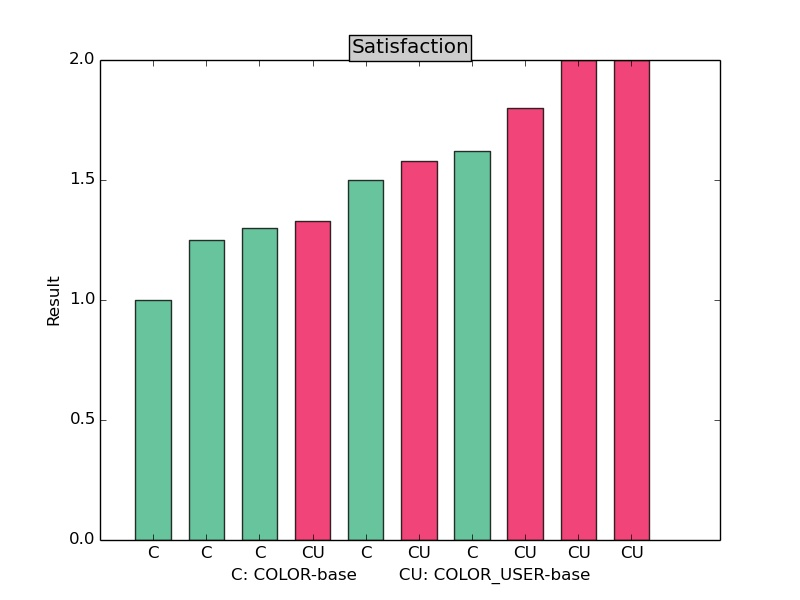 Satisfaction
2.0
1.5
1.0
0.5
0.0
Result
C C C CU C CU C CU CU CU
C: COLOR-base CU: COLOR_USER-base